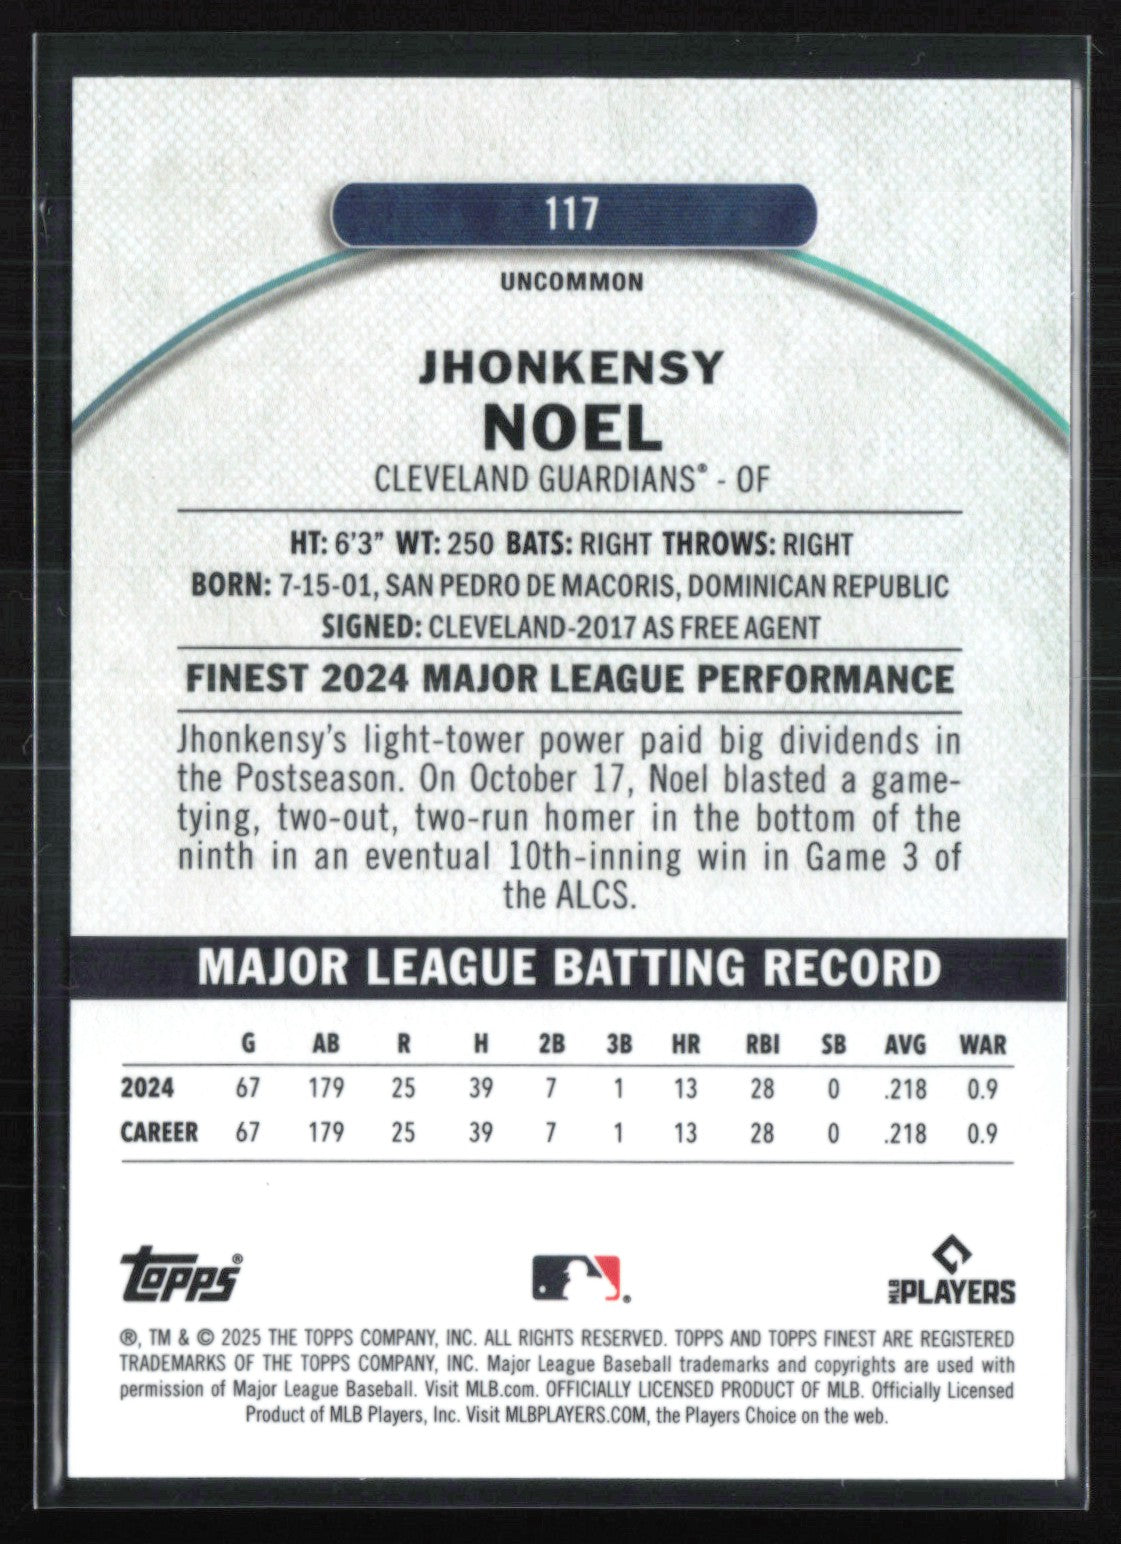 117
UNCOMMON
JHONKENSY
NOEL
CLEVELAND GUARDIANS® - OF
HT: 6'3" WT: 250 BATS: RIGHT THROWS: RIGHT
BORN: 7-15-01, SAN PEDRO DE MACORIS, DOMINICAN REPUBLIC
SIGNED: CLEVELAND-2017 AS FREE AGENT
FINEST 2024 MAJOR LEAGUE PERFORMANCE
Jhonkensy's light-tower power paid big dividends in
the Postseason. On October 17, Noel blasted a game-
tying, two-out, two-run homer in the bottom of the
ninth in an eventual 10th-inning win in Game 3 of
the ALCS.
MAJOR LEAGUE BATTING RECORD
G AB R H 2B 3B HR RBI SB AVG WAR
2024 67 179 25 39 7 1 13 28 0 .218 0.9
CAREER 67 179 25 39 7 1 13 28 0 .218 0.9
Topps® ® MLB PLAYERS
®, TM & © 2025 THE TOPPS COMPANY, INC. ALL RIGHTS RESERVED. TOPPS AND TOPPS FINEST ARE REGISTERED
TRADEMARKS OF THE TOPPS COMPANY, INC. Major League Baseball trademarks and copyrights are used with
permission of Major League Baseball. Visit MLB.com. OFFICIALLY LICENSED PRODUCT OF MLB. Officially Licensed
Product of MLB Players, Inc. Visit MLBPLAYERS.COM, the Players Choice on the web.